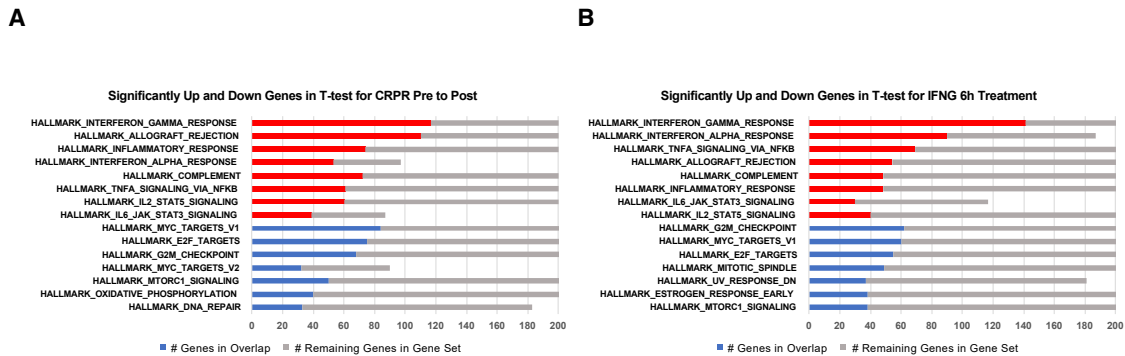 A
B
Significantly Up and Down Genes in T-test for CRPR Pre to Post
HALLMARK_INTERFERON_GAMMA_RESPONSE
HALLMARK_ALLOGRAFT_REJECTION
HALLMARK_INFLAMMATORY_RESPONSE
HALLMARK_INTERFERON_ALPHA_RESPONSE
HALLMARK_COMPLEMENT
HALLMARK_TNFA_SIGNALING_VIA_NFKB
HALLMARK_IL2_STAT5_SIGNALING
HALLMARK_IL6_JAK_STAT3_SIGNALING
HALLMARK_MYC_TARGETS_V1
HALLMARK_E2F_TARGETS
HALLMARK_G2M_CHECKPOINT
HALLMARK_MYC_TARGETS_V2
HALLMARK_MTORC1_SIGNALING
HALLMARK_OXIDATIVE_PHOSPHORYLATION
HALLMARK_DNA_REPAIR
0 20 40 60 80 100 120 140 160 180 200
# Genes in Overlap # Remaining Genes in Gene Set
Significantly Up and Down Genes in T-test for IFNG 6h Treatment
HALLMARK_INTERFERON_GAMMA_RESPONSE
HALLMARK_INTERFERON_ALPHA_RESPONSE
HALLMARK_TNFA_SIGNALING_VIA_NFKB
HALLMARK_ALLOGRAFT_REJECTION
HALLMARK_COMPLEMENT
HALLMARK_INFLAMMATORY_RESPONSE
HALLMARK_IL6_JAK_STAT3_SIGNALING
HALLMARK_IL2_STAT5_SIGNALING
HALLMARK_G2M_CHECKPOINT
HALLMARK_MYC_TARGETS_V1
HALLMARK_E2F_TARGETS
HALLMARK_MITOTIC_SPINDLE
HALLMARK_UV_RESPONSE_DN
HALLMARK_ESTROGEN_RESPONSE_EARLY
HALLMARK_MTORC1_SIGNALING
0 20 40 60 80 100 120 140 160 180 200
# Genes in Overlap # Remaining Genes in Gene Set